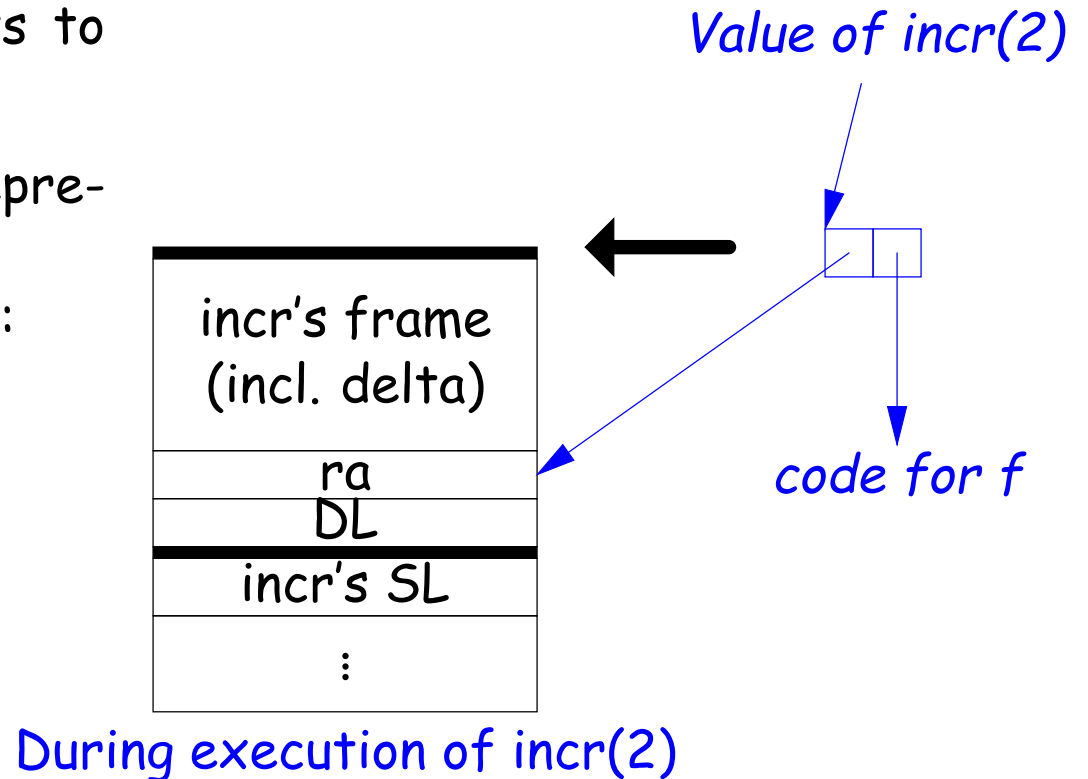 s to
Value of incr(2)
pre-
:
incr's frame
(incl. delta)
ra
code for f
DL
incr's SL
⋮
During execution of incr(2)